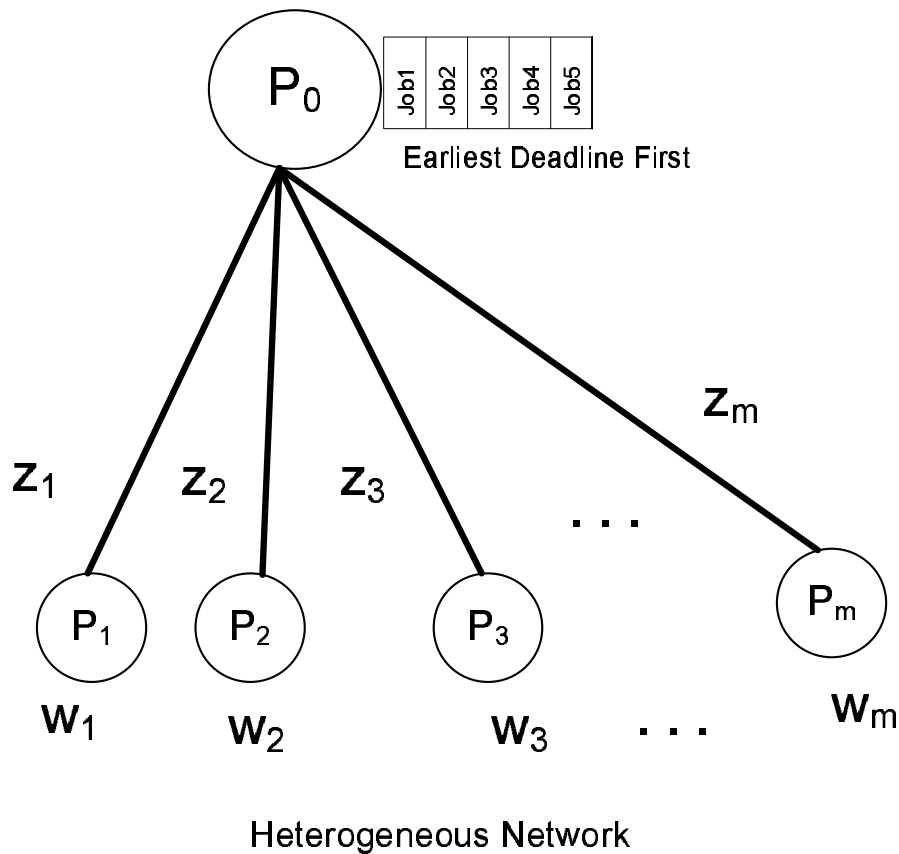 P0
Job1 Job2 Job3 Job4 Job5
Earliest Deadline First
zm
z1 z2 z3
. . .
P1 P2 P3 Pm
w1 w2 w3 . . . wm
Heterogeneous Network